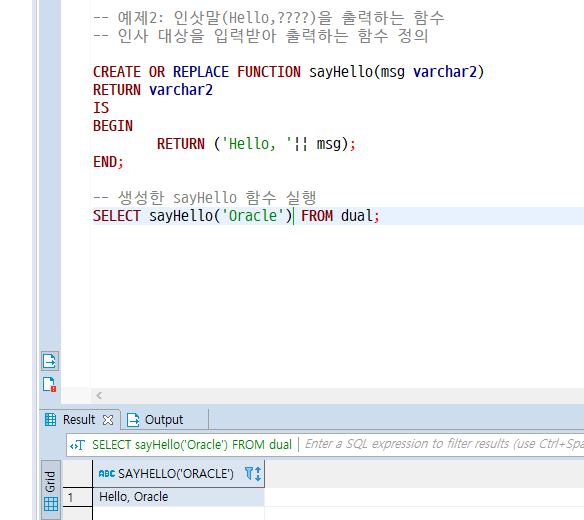 -- 예제2: 인삿말(Hello,????)을 출력하는 함수
-- 인사 대상을 입력받아 출력하는 함수 정의
CREATE OR REPLACE FUNCTION sayHello(msg varchar2)
RETURN varchar2
IS
BEGIN
RETURN ('Hello, '|| msg);
END;
-- 생성한 sayHello 함수 실행
SELECT sayHello('Oracle') FROM dual;
Result Output
SELECT sayHello('Oracle') FROM dual Enter a SQL expression to filter results (use Ctrl+Spa
Grid
ABC SAYHELLO('ORACLE')
1 Hello, Oracle